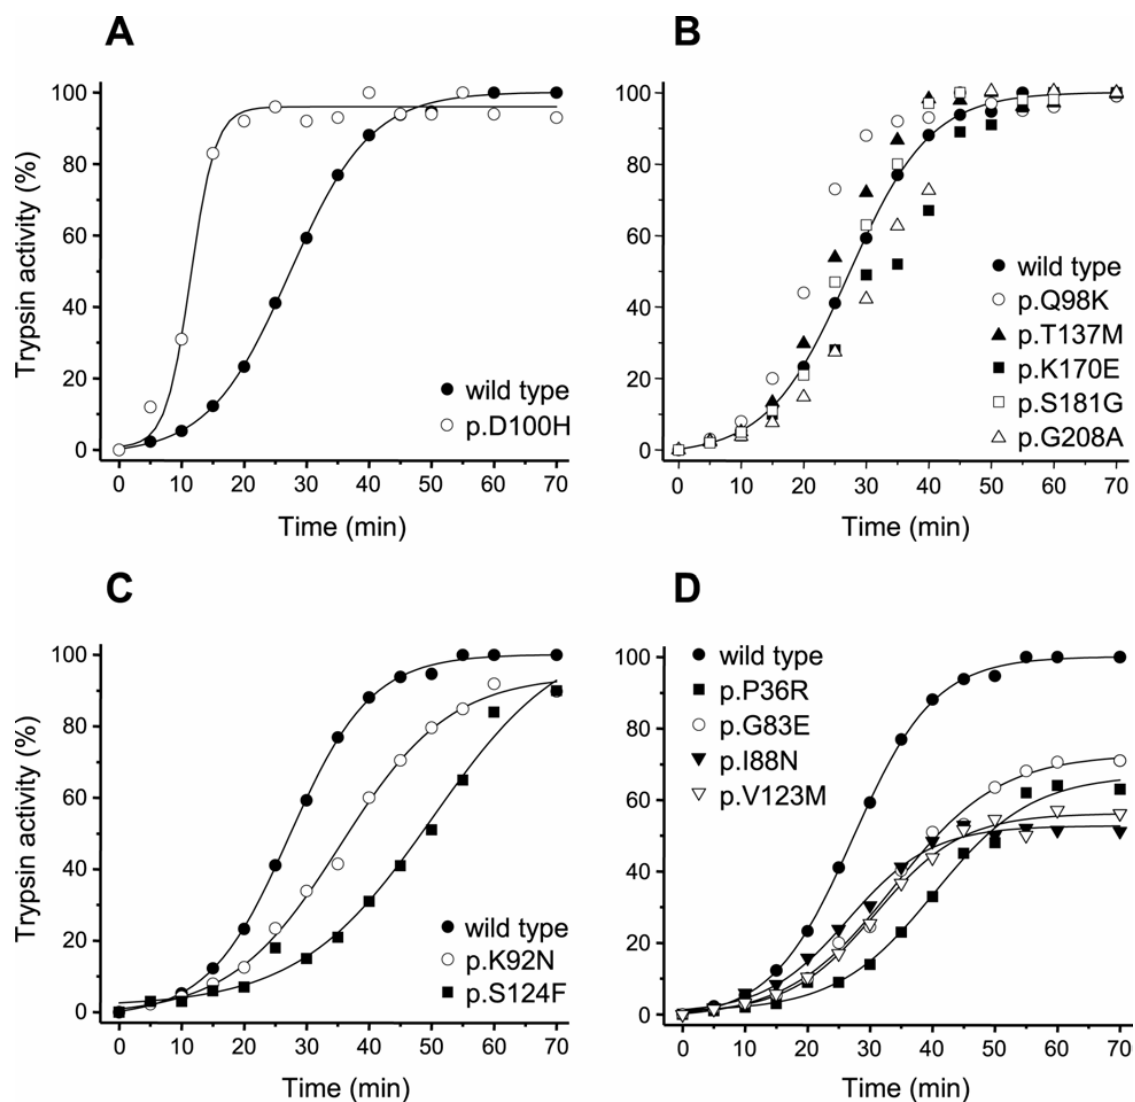 A
Trypsin activity (%)
100
80
60
40
20
0
wild type
p.D100H
0 10 20 30 40 50 60 70
Time (min)
B
100
80
60
40
20
0
wild type
p.Q98K
p.T137M
p.K170E
p.S181G
p.G208A
0 10 20 30 40 50 60 70
Time (min)
C
Trypsin activity (%)
100
80
60
40
20
0
wild type
p.K92N
p.S124F
0 10 20 30 40 50 60 70
Time (min)
D
100
80
60
40
20
0
wild type
p.P36R
p.G83E
p.I88N
p.V123M
0 10 20 30 40 50 60 70
Time (min)